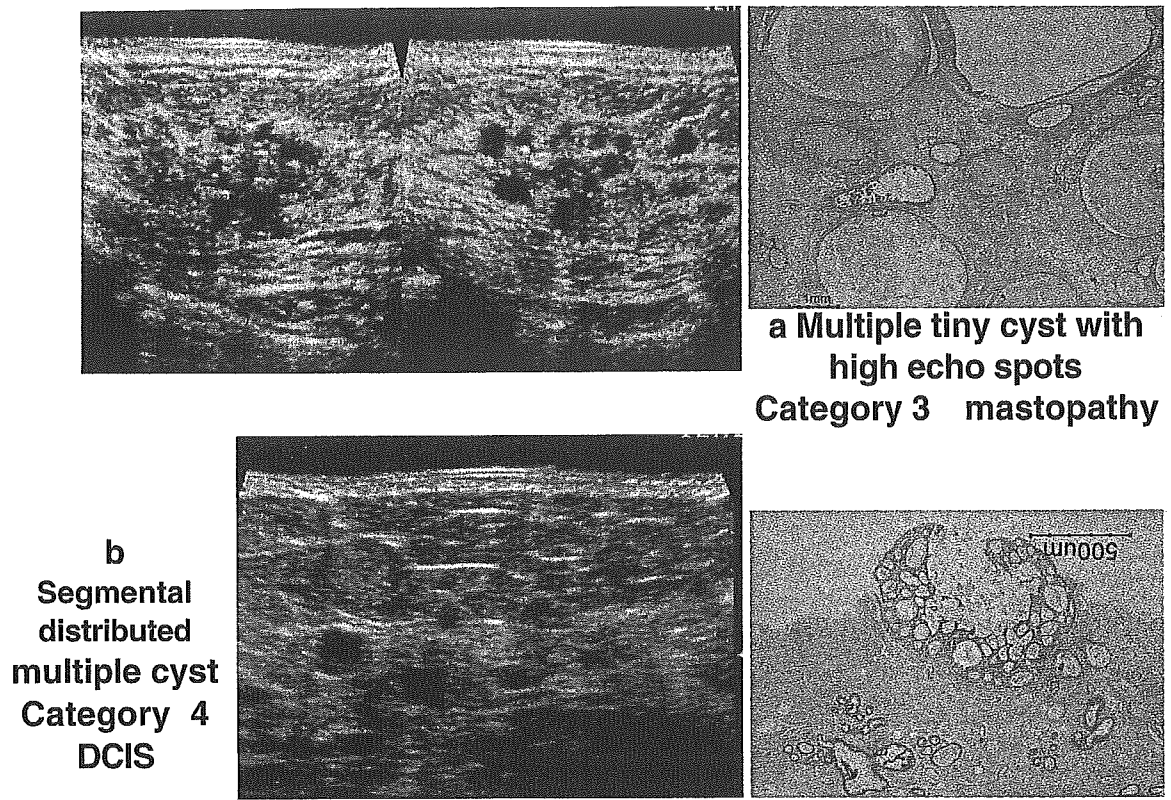 1mm
a Multiple tiny cyst with
high echo spots
Category 3 mastopathy
b
Segmental
distributed
multiple cyst
Category 4
DCIS
500um